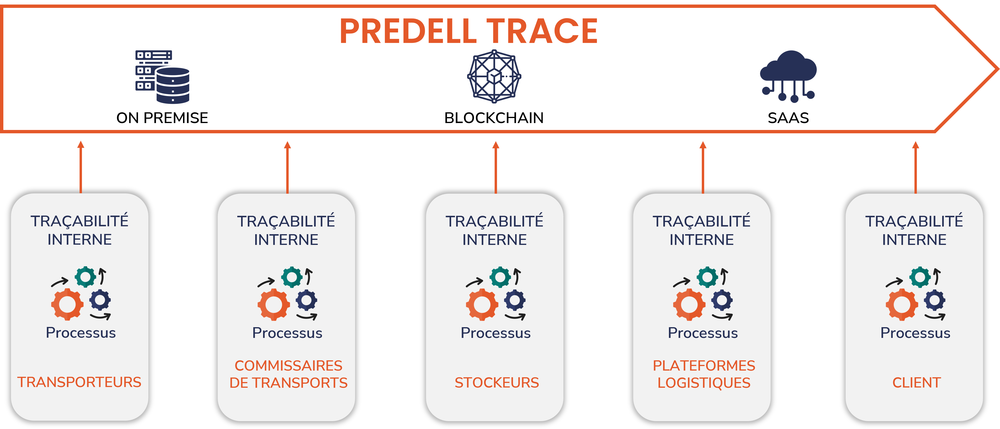 PREDELL TRACE
ON PREMISE
BLOCKCHAIN
SAAS
TRAÇABILITÉ
INTERNE
Processus
TRANSPORTEURS
TRAÇABILITÉ
INTERNE
Processus
COMMISSAIRES
DE TRANSPORTS
TRAÇABILITÉ
INTERNE
Processus
STOCKEURS
TRAÇABILITÉ
INTERNE
Processus
PLATEFORMES
LOGISTIQUES
TRAÇABILITÉ
INTERNE
Processus
CLIENT